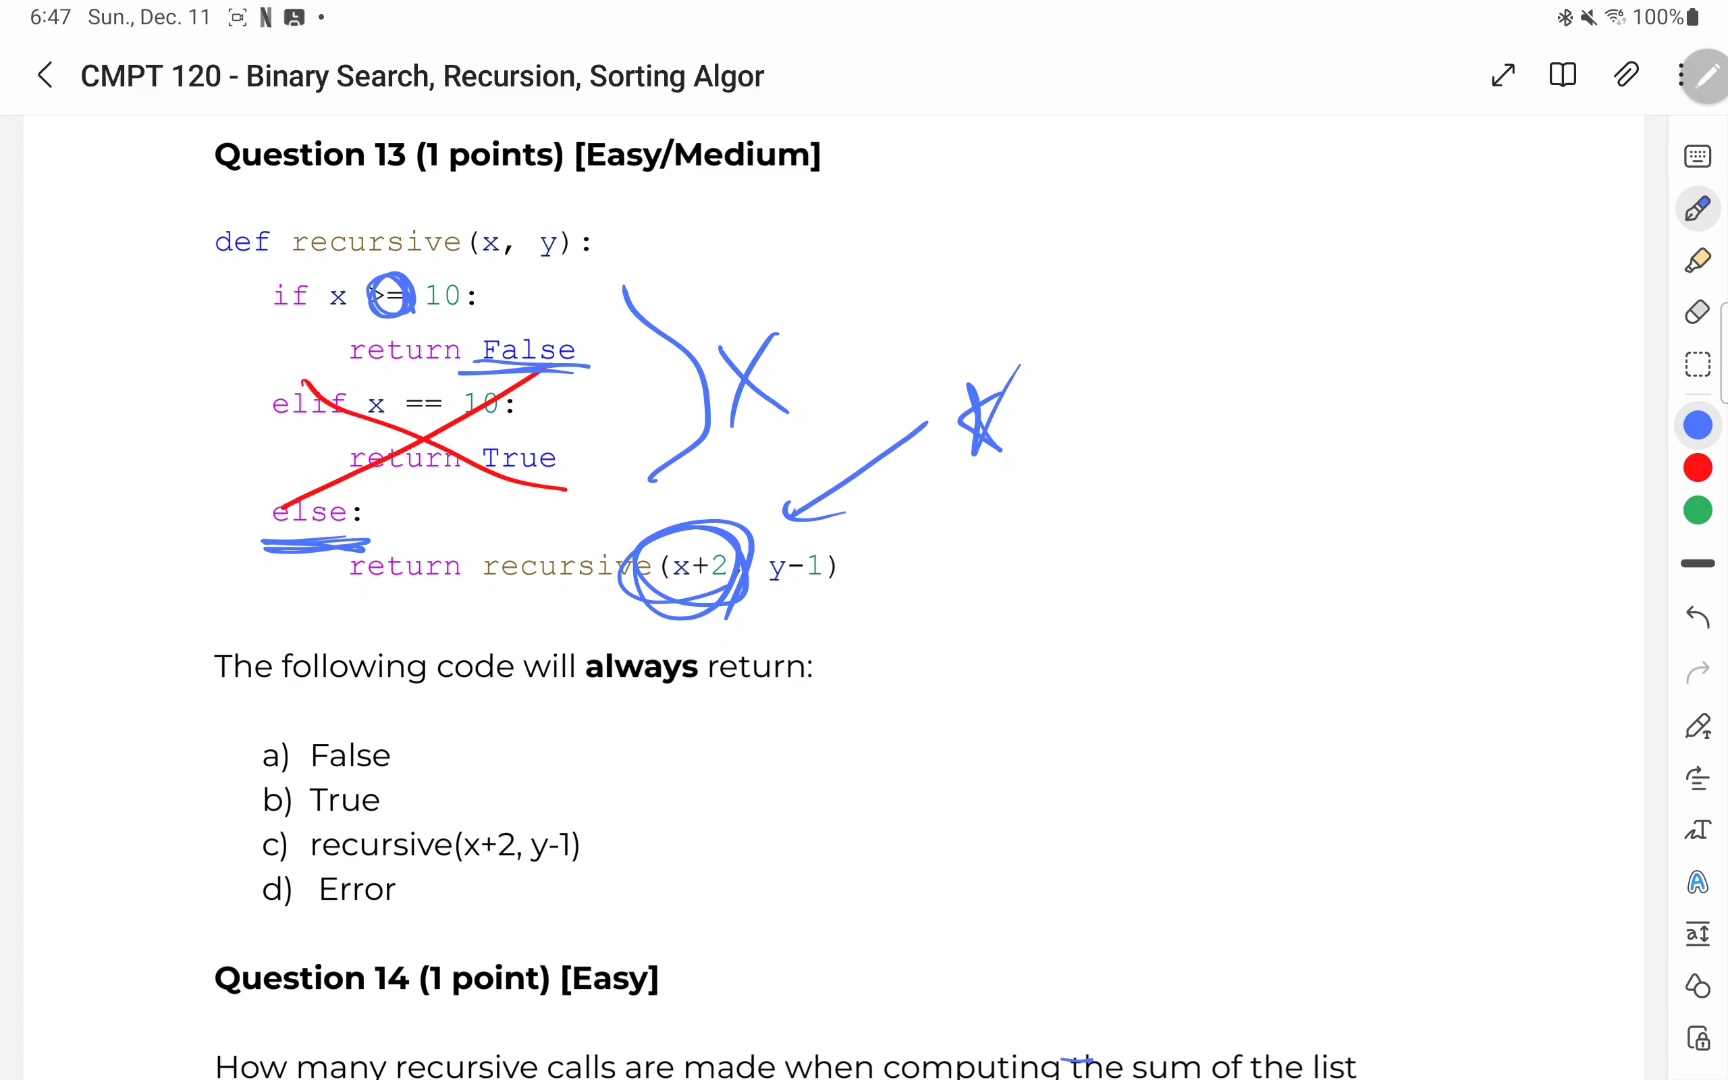 6:47 Sun., Dec. 11 N 100%
CMPT 120 - Binary Search, Recursion, Sorting Algor
Question 13 (1 points) [Easy/Medium]
def recursive(x, y):
if x >= 10:
return False
elif x == 10:
return True
else:
return recursive(x+2, y-1)
X
The following code will always return:
a) False
b) True
c) recursive(x+2, y-1)
d) Error
Question 14 (1 point) [Easy]
How many recursive calls are made when computing the sum of the list